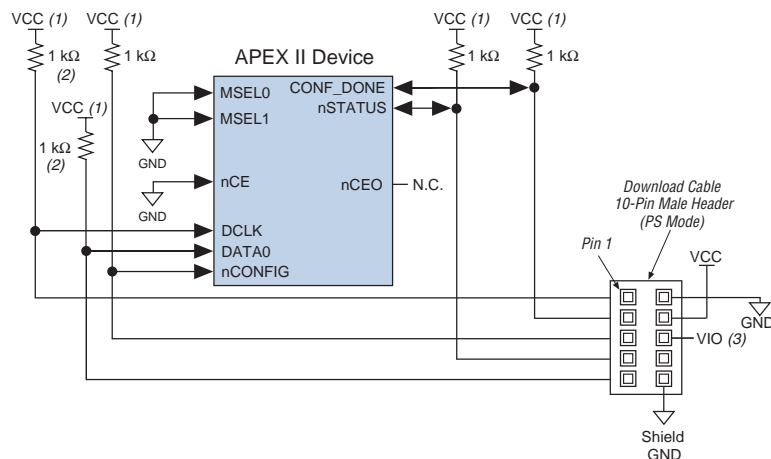 VCC (1)
VCC (1)
VCC (1)
VCC (1)
1 kΩ
(2)
1 kΩ
APEX II Device
1 kΩ
1 kΩ
VCC (1)
1 kΩ
(2)
MSEL0
MSEL1
GND
nCE
GND
DCLK
DATA0
nCONFIG
CONF_DONE
nSTATUS
nCEO
N.C.
Download Cable
10-Pin Male Header
(PS Mode)
Pin 1
VCC
GND
VIO (3)
Shield
GND